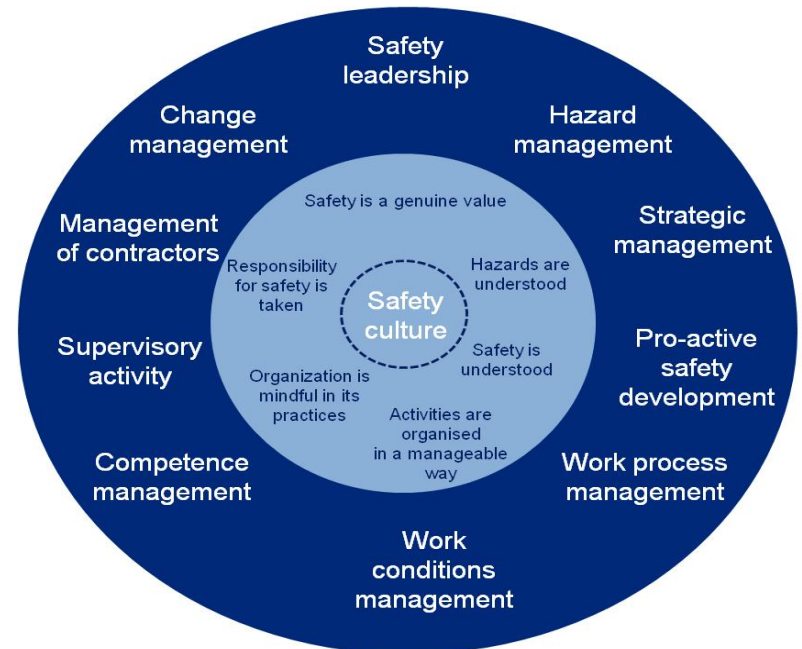 Safety
leadership
Hazard
management
Strategic
management
Pro-active
safety
development
Work process
management
Work
conditions
management
Competence
management
Supervisory
activity
Management
of contractors
Change
management
Safety is a genuine value
Hazards are
understood
Safety is
understood
Activities are
organised
in a manageable
way
Organization is
mindful in its
practices
Responsibility
for safety is
taken
Safety
culture